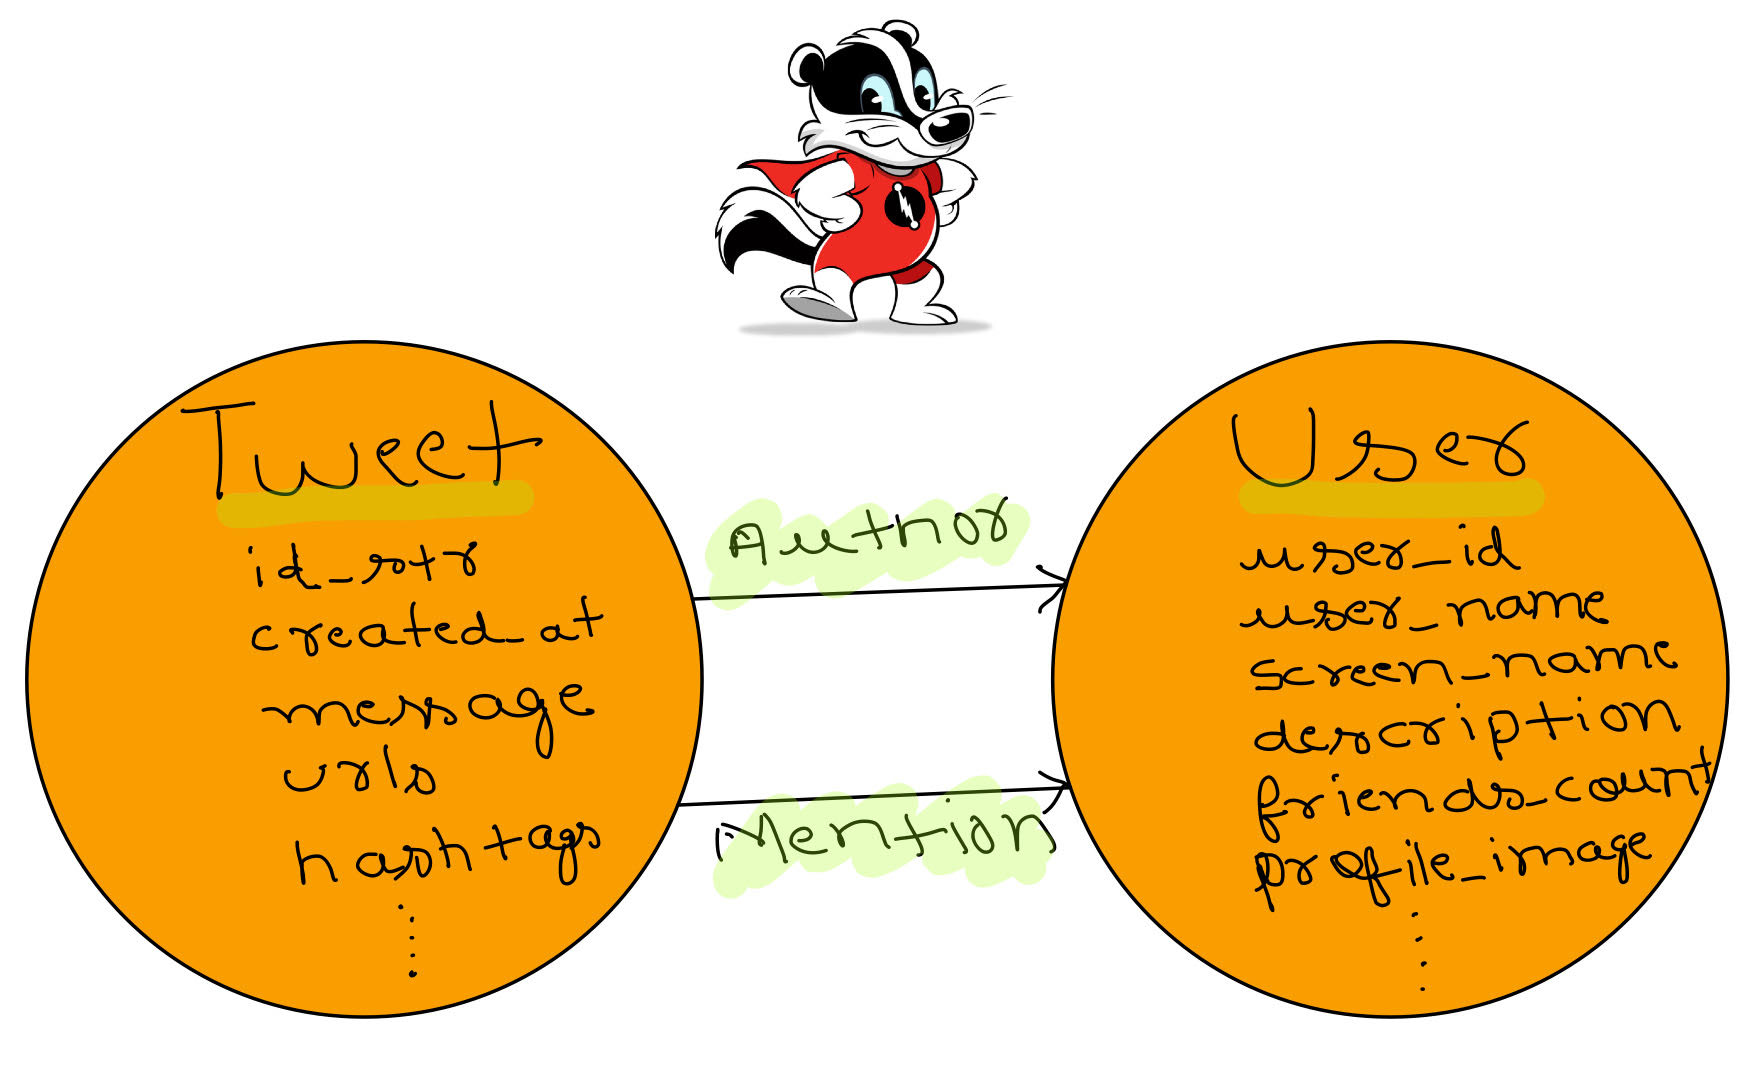 Tweet
id_str
created_at
message
urls
hashtags
Author
Mention
User
user_id
user_name
screen_name
description
friends_count
profile_image